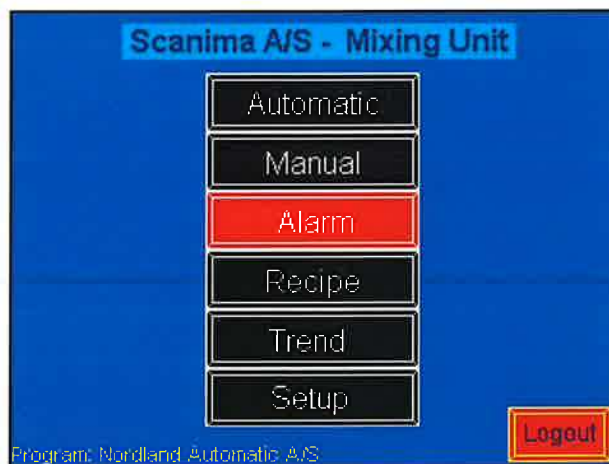 Scanima A/S - Mixing Unit
Automatic
Manual
Alarm
Recipe
Trend
Setup
Logout
Program: Nordland Automatic A/S